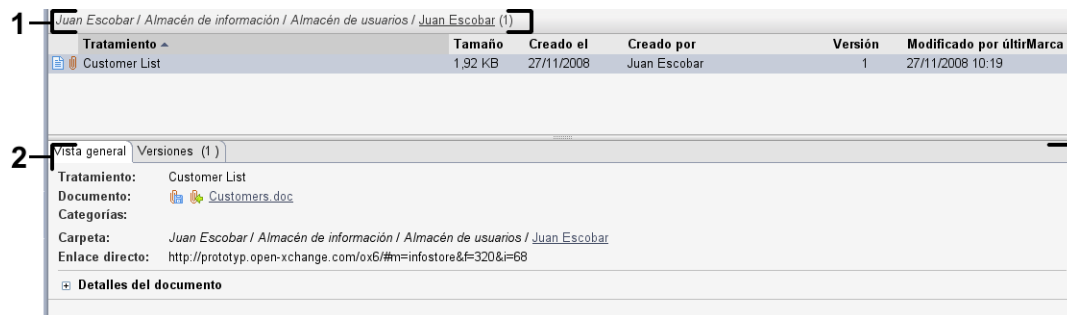 1 Juan Escobar / Almacén de información / Almacén de usuarios / Juan Escobar (1)
Tratamiento Tamaño Creado el Creado por Versión Modificado por últirMarca
Customer List 1,92 KB 27/11/2008 Juan Escobar 1 27/11/2008 10:19
2 Vista general Versiones (1)
Tratamiento: Customer List
Documento: Customers.doc
Categorías:
Carpeta: Juan Escobar / Almacén de información / Almacén de usuarios / Juan Escobar
Enlace directo: http://prototyp.open-xchange.com/ox6/#m=infostore&f=320&i=68
Detalles del documento